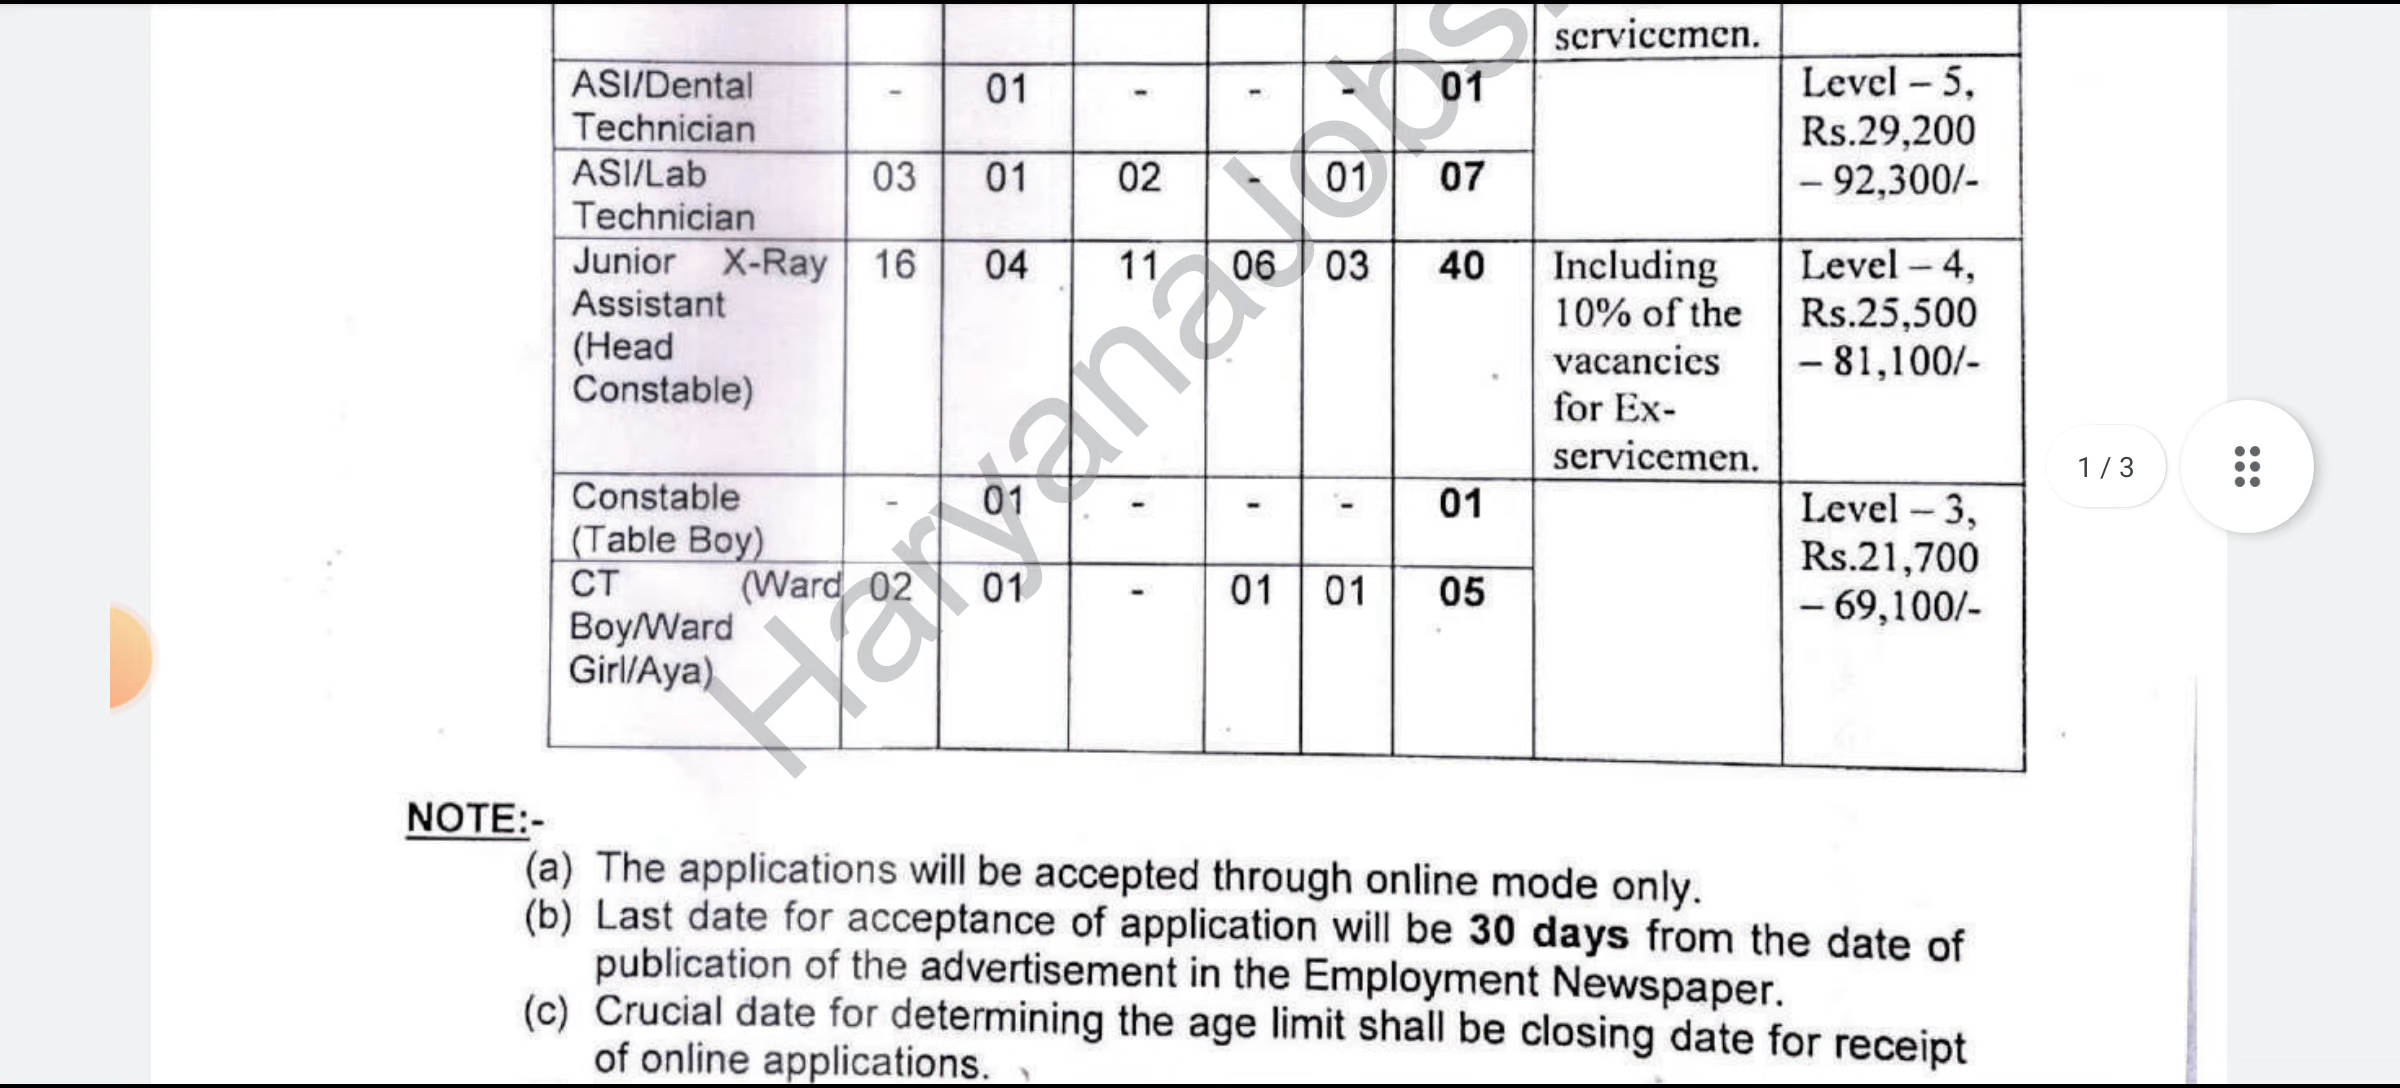 servicemen.
ASI/Dental - 01 - - - 01 Level – 5,
Technician Rs.29,200
– 92,300/-
ASI/Lab 03 01 02 - 01 07
Technician
Junior X-Ray 16 04 11 06 03 40 Including Level – 4,
Assistant 10% of the Rs.25,500
(Head vacancies – 81,100/-
Constable) for Ex-
servicemen.
Constable - 01 - - - 01 Level – 3,
(Table Boy) Rs.21,700
– 69,100/-
CT (Ward 02 01 - 01 01 05
Boy/Ward
Girl/Aya)
HaryanaJobs.
1 / 3
NOTE:-
(a) The applications will be accepted through online mode only.
(b) Last date for acceptance of application will be 30 days from the date of
publication of the advertisement in the Employment Newspaper.
(c) Crucial date for determining the age limit shall be closing date for receipt
of online applications.